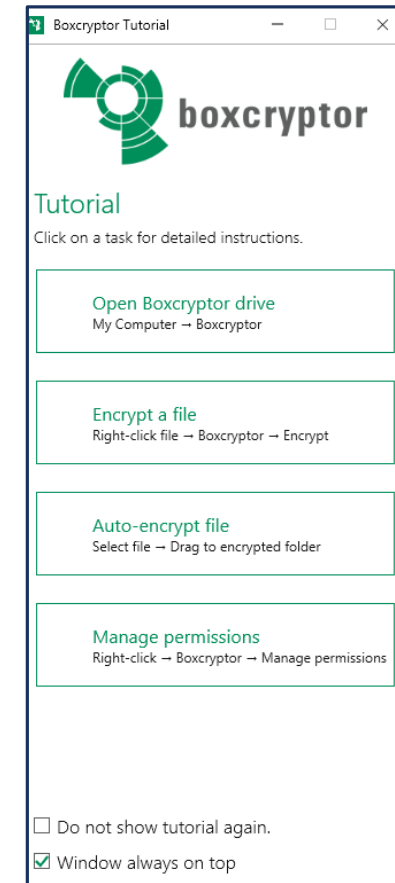 Boxcryptor Tutorial
boxcryptor
Tutorial
Click on a task for detailed instructions.
Open Boxcryptor drive
My Computer → Boxcryptor
Encrypt a file
Right-click file → Boxcryptor → Encrypt
Auto-encrypt file
Select file → Drag to encrypted folder
Manage permissions
Right-click → Boxcryptor → Manage permissions
Do not show tutorial again.
Window always on top